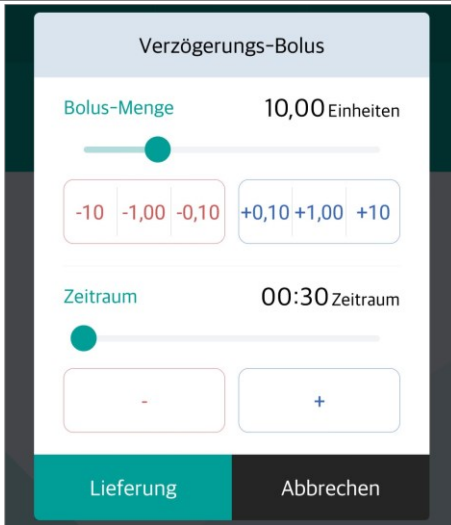 Verzögerungs-Bolus
Bolus-Menge 10,00 Einheiten
-10 -1,00 -0,10 +0,10 +1,00 +10
Zeitraum 00:30 Zeitraum
- +
Lieferung Abbrechen